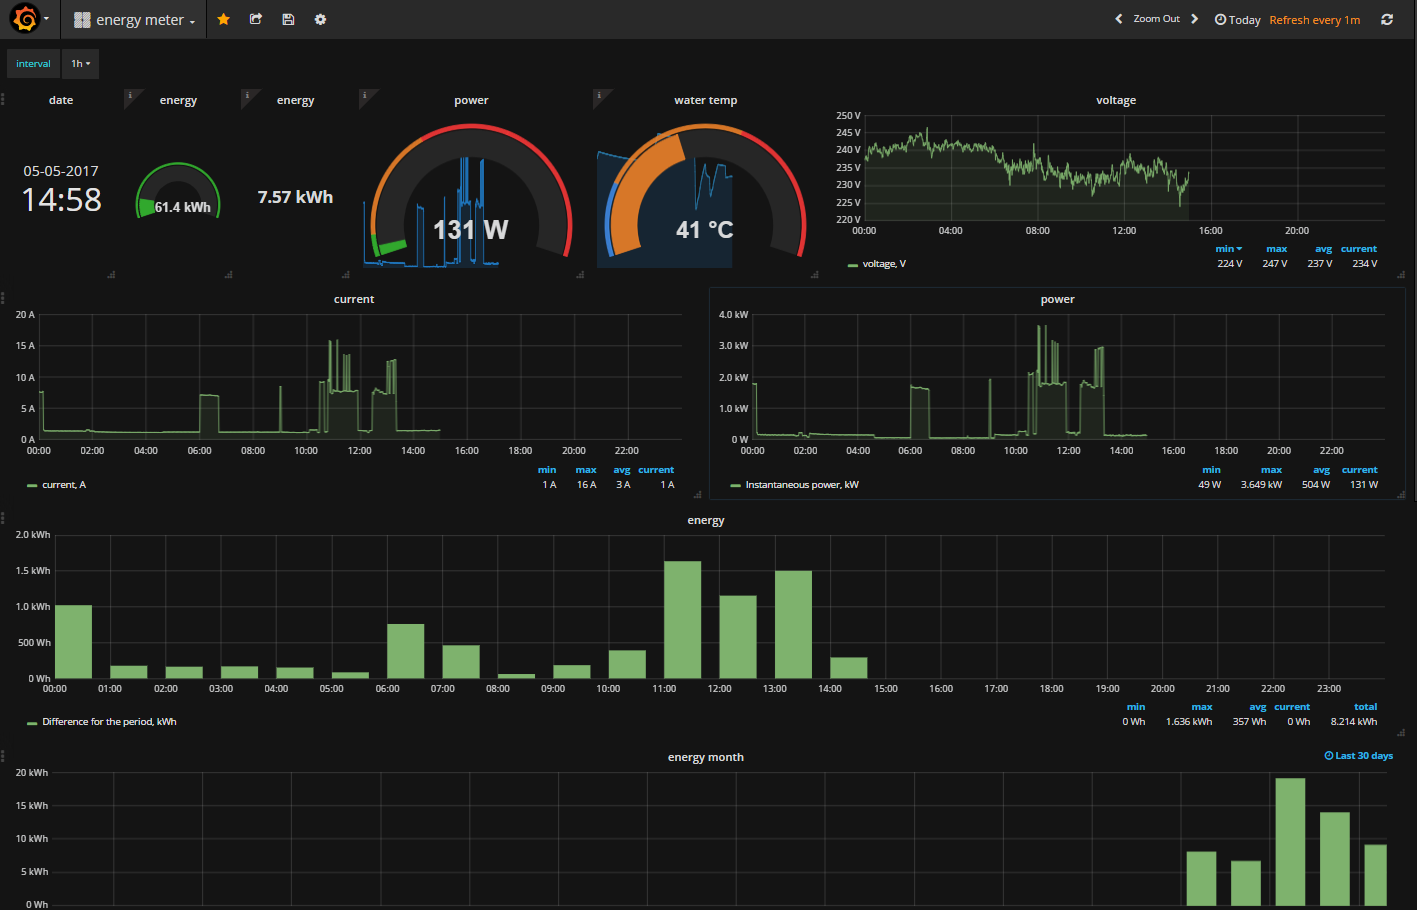 energy meter
Zoom Out Today Refresh every 1m
interval 1h
date
05-05-2017
14:58
energy
61.4 kWh
energy
7.57 kWh
power
131 W
water temp
41 °C
voltage
250 V
245 V
240 V
235 V
230 V
225 V
220 V
00:00 04:00 08:00 12:00 16:00 20:00
min max avg current
voltage, V 224 V 247 V 237 V 234 V
current
20 A
15 A
10 A
5 A
0 A
00:00 02:00 04:00 06:00 08:00 10:00 12:00 14:00 16:00 18:00 20:00 22:00
min max avg current
current, A 1 A 16 A 3 A 1 A
power
4.0 kW
3.0 kW
2.0 kW
1.0 kW
0 W
00:00 02:00 04:00 06:00 08:00 10:00 12:00 14:00 16:00 18:00 20:00 22:00
min max avg current
Instantaneous power, kW 49 W 3.649 kW 504 W 131 W
energy
2.0 kWh
1.5 kWh
1.0 kWh
500 Wh
0 Wh
00:00 01:00 02:00 03:00 04:00 05:00 06:00 07:00 08:00 09:00 10:00 11:00 12:00 13:00 14:00 15:00 16:00 17:00 18:00 19:00 20:00 21:00 22:00 23:00
min max avg current total
Difference for the period, kWh 0 Wh 1.636 kWh 357 Wh 0 Wh 8.214 kWh
energy month Last 30 days
20 kWh
15 kWh
10 kWh
5 kWh
0 Wh